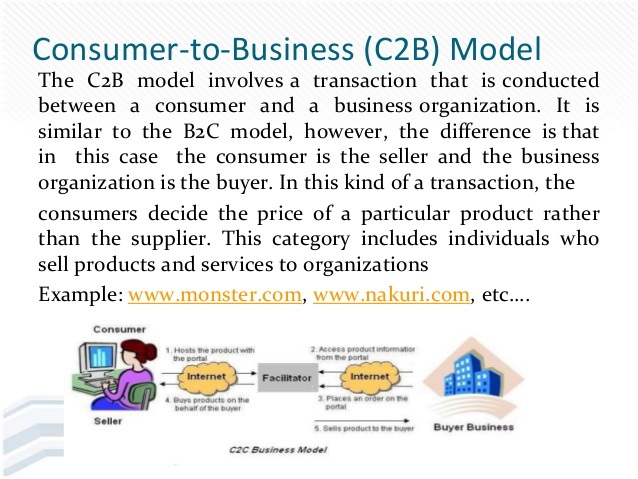 Consumer-to-Business (C2B) Model
The C2B model involves a transaction that is conducted
between a consumer and a business organization. It is
similar to the B2C model, however, the difference is that
in this case the consumer is the seller and the business
organization is the buyer. In this kind of a transaction, the
consumers decide the price of a particular product rather
than the supplier. This category includes individuals who
sell products and services to organizations
Example: www.monster.com, www.nakuri.com, etc....
Consumer
1. Hosts the product with
the portal
Internet
4. Buys products on the
behalf of the buyer
Seller
Facilitator
2. Access product information
from the portal
Internet
3. Places an order on the
portal
5. Sells product to the buyer
Buyer Business
C2C Business Model